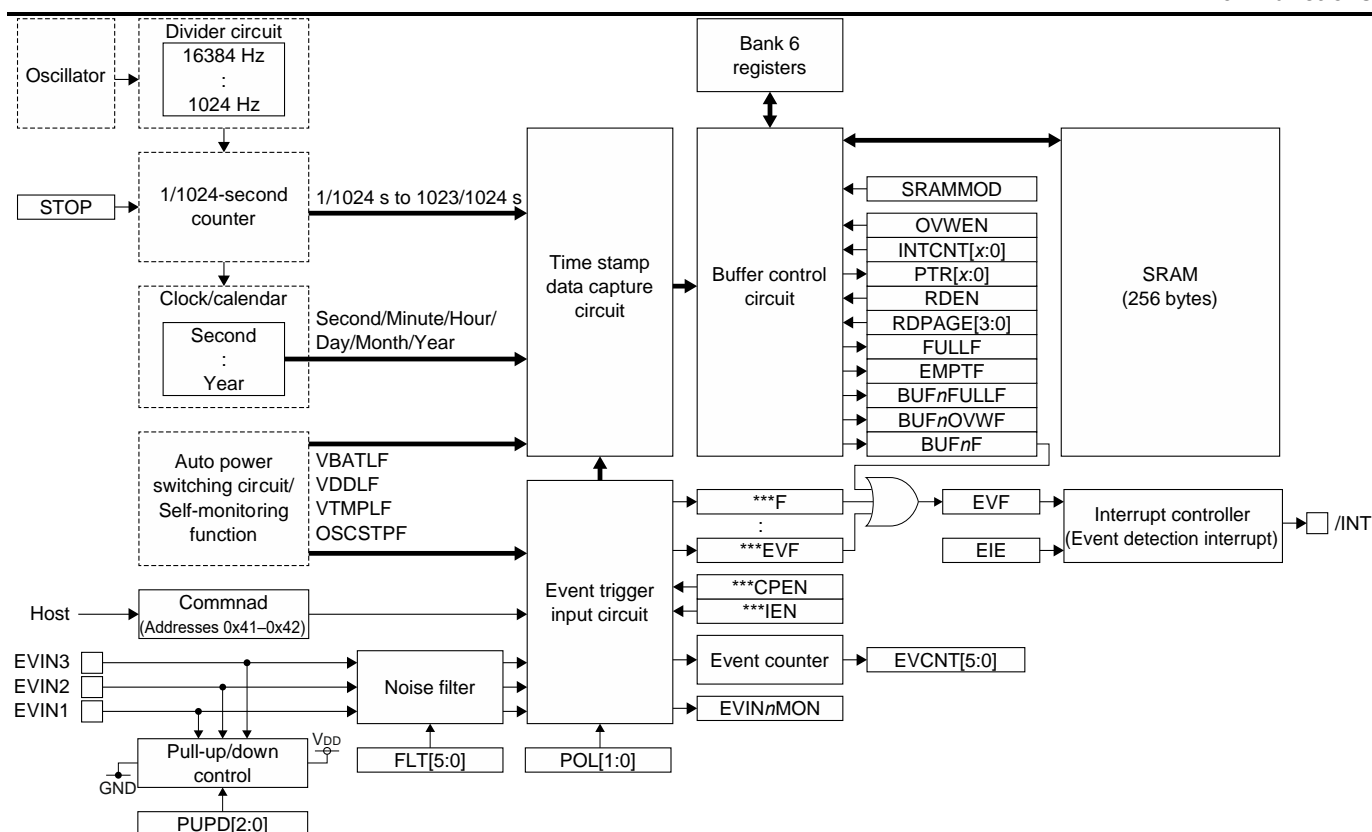 Divider circuit
16384 Hz
:
1024 Hz
Oscillator
Bank 6
registers
STOP
1/1024-second
counter
1/1024 s to 1023/1024 s
Clock/calendar
Second
:
Year
Second/Minute/Hour/
Day/Month/Year
Time stamp
data capture
circuit
Buffer control
circuit
SRAMMOD
OVWEN
INTCNT[x:0]
PTR[x:0]
RDEN
RDPAGE[3:0]
FULLF
EMPTF
BUFnFULLF
BUFnOVWF
BUFnF
SRAM
(256 bytes)
Auto power
switching circuit/
Self-monitoring
function
VBATLF
VDDLF
VTMPLF
OSCSTPF
Event trigger
input circuit
***F
:
***EVF
***CPEN
***IEN
EVF
EIE
Interrupt controller
(Event detection interrupt)
/INT
Host
Commnad
(Addresses 0x41–0x42)
EVIN3
EVIN2
EVIN1
Noise filter
Event counter
EVCNT[5:0]
EVINnMON
Pull-up/down
control
VDD
GND
FLT[5:0]
POL[1:0]
PUPD[2:0]